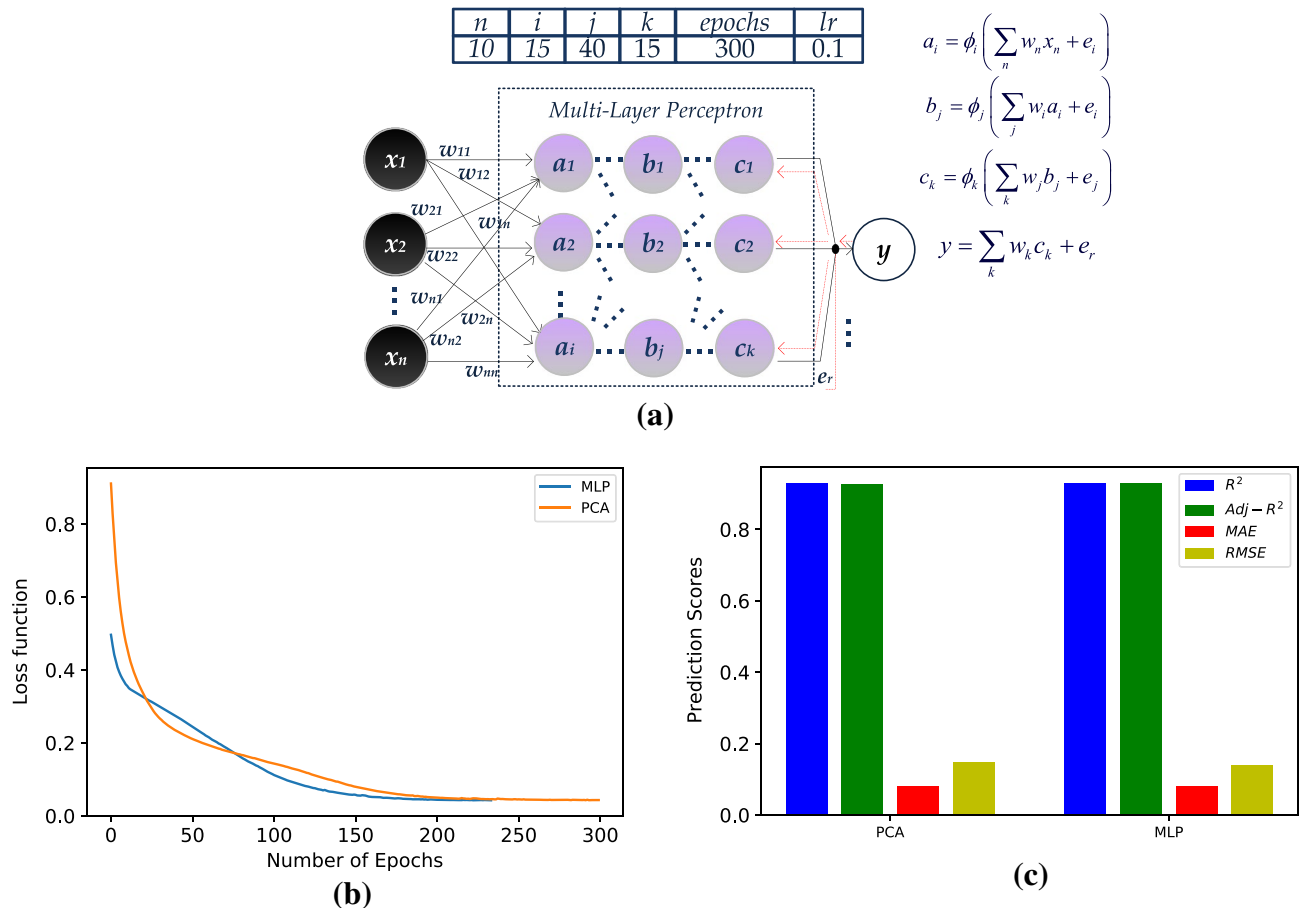 n i j k epochs lr
10 15 40 15 300 0.1
a_i = ϕ_i ( ∑_n w_n x_n + e_i )
b_j = ϕ_j ( ∑_j w_i a_i + e_i )
c_k = ϕ_k ( ∑_k w_j b_j + e_j )
y = ∑_k w_k c_k + e_r
Multi-Layer Perceptron
x1 w11 a1 b1 c1
w12
w21 w1n
x2 w22 a2 b2 c2 y
wn1 w2n
wn2
xn wnn ai bj ck
er
(a)
MLP
PCA
Loss function
0.8
0.6
0.4
0.2
0.0
0 50 100 150 200 250 300
Number of Epochs
(b)
R²
Adj − R²
MAE
RMSE
Prediction Scores
0.8
0.6
0.4
0.2
0.0
PCA MLP
(c)